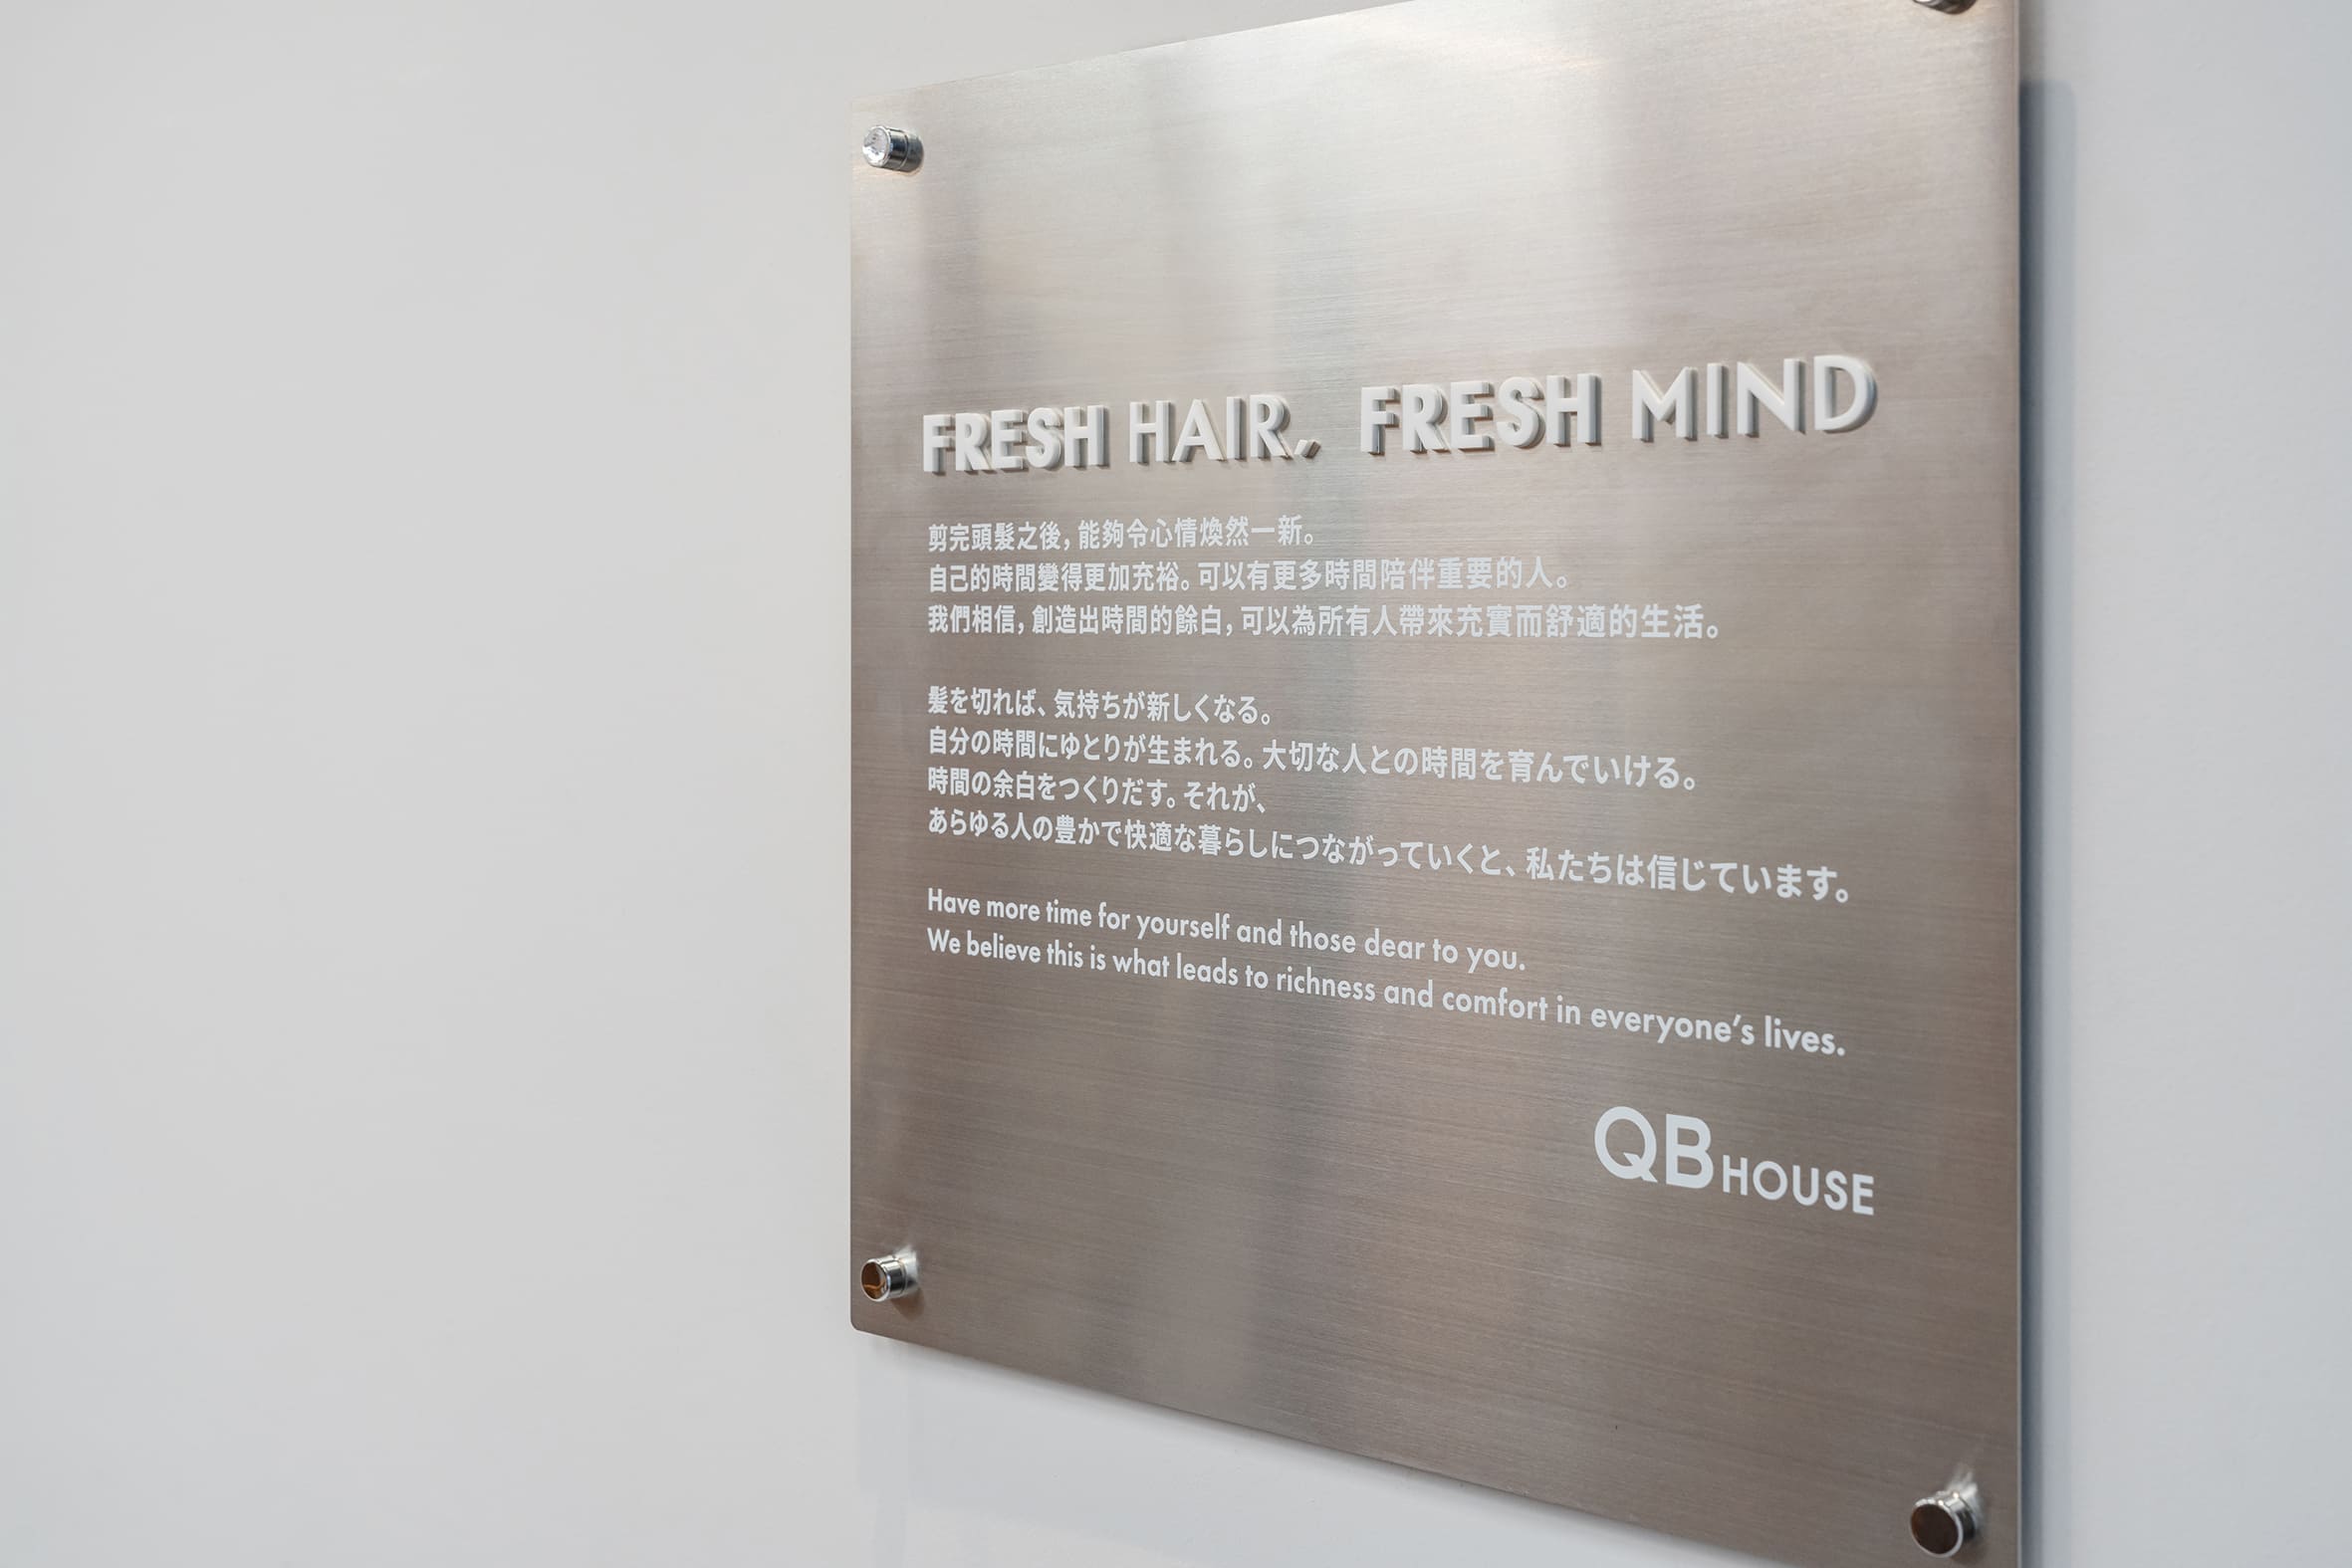 FRESH HAIR, FRESH MIND
剪完頭髮之後，能夠令心情煥然一新。
自己的時間變得更加充裕。可以有更多時間陪伴重要的人。
我們相信，創造出時間的餘白，可以為所有人帶來充實而舒適的生活。
髪を切れば、気持ちが新しくなる。
自分の時間にゆとりが生まれる。大切な人との時間を育んでいける。
時間の余白をつくりだす。それが、
あらゆる人の豊かで快適な暮らしにつながっていくと、私たちは信じています。
Have more time for yourself and those dear to you.
We believe this is what leads to richness and comfort in everyone’s lives.
QB HOUSE